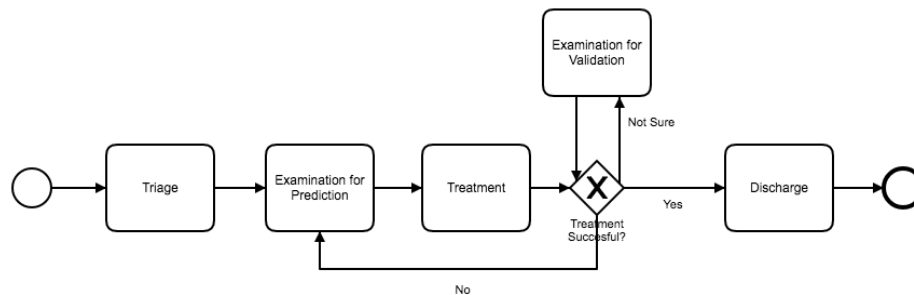 Examination for
Validation
Not Sure
Triage
Examination for
Prediction
Treatment
Discharge
Yes
Treatment
Succesful?
No